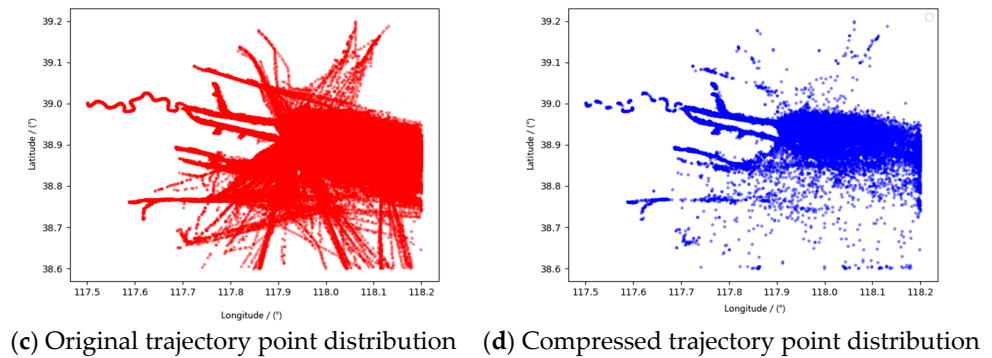 39.2
39.1
39.0
38.9
38.8
38.7
38.6
Latitude / (°)
117.5 117.6 117.7 117.8 117.9 118.0 118.1 118.2
Longitude / (°)
39.2
39.1
39.0
38.9
38.8
38.7
38.6
Latitude / (°)
117.5 117.6 117.7 117.8 117.9 118.0 118.1 118.2
Longitude / (°)
(c) Original trajectory point distribution
(d) Compressed trajectory point distribution